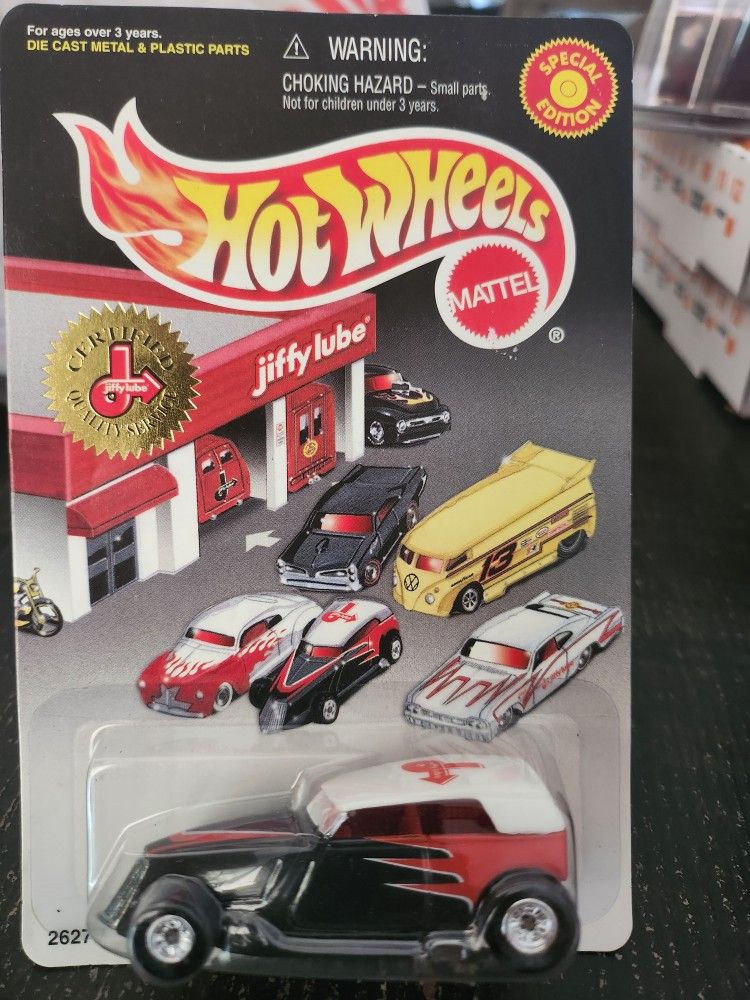 For ages over 3 years.
DIE CAST METAL & PLASTIC PARTS
WARNING:
CHOKING HAZARD – Small parts.
Not for children under 3 years.
SPECIAL
EDITION
HOT WHEELS
MATTEL
®
CERTIFIED
jiffy lube
QUALITY SERVICE
jiffy lube®
13
2627